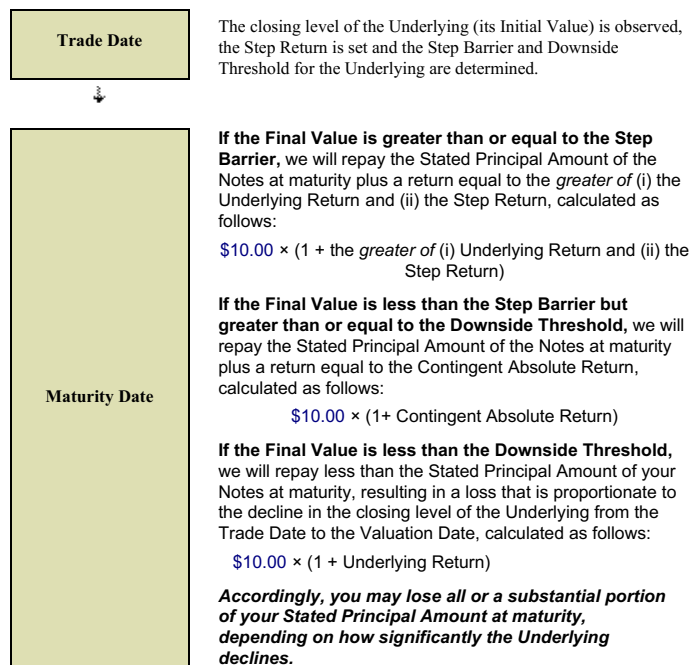 Trade Date
The closing level of the Underlying (its Initial Value) is observed,
the Step Return is set and the Step Barrier and Downside
Threshold for the Underlying are determined.
Maturity Date
If the Final Value is greater than or equal to the Step
Barrier, we will repay the Stated Principal Amount of the
Notes at maturity plus a return equal to the greater of (i) the
Underlying Return and (ii) the Step Return, calculated as
follows:
$10.00 × (1 + the greater of (i) Underlying Return and (ii) the
Step Return)
If the Final Value is less than the Step Barrier but
greater than or equal to the Downside Threshold, we will
repay the Stated Principal Amount of the Notes at maturity
plus a return equal to the Contingent Absolute Return,
calculated as follows:
$10.00 × (1+ Contingent Absolute Return)
If the Final Value is less than the Downside Threshold,
we will repay less than the Stated Principal Amount of your
Notes at maturity, resulting in a loss that is proportionate to
the decline in the closing level of the Underlying from the
Trade Date to the Valuation Date, calculated as follows:
$10.00 × (1 + Underlying Return)
Accordingly, you may lose all or a substantial portion
of your Stated Principal Amount at maturity,
depending on how significantly the Underlying
declines.